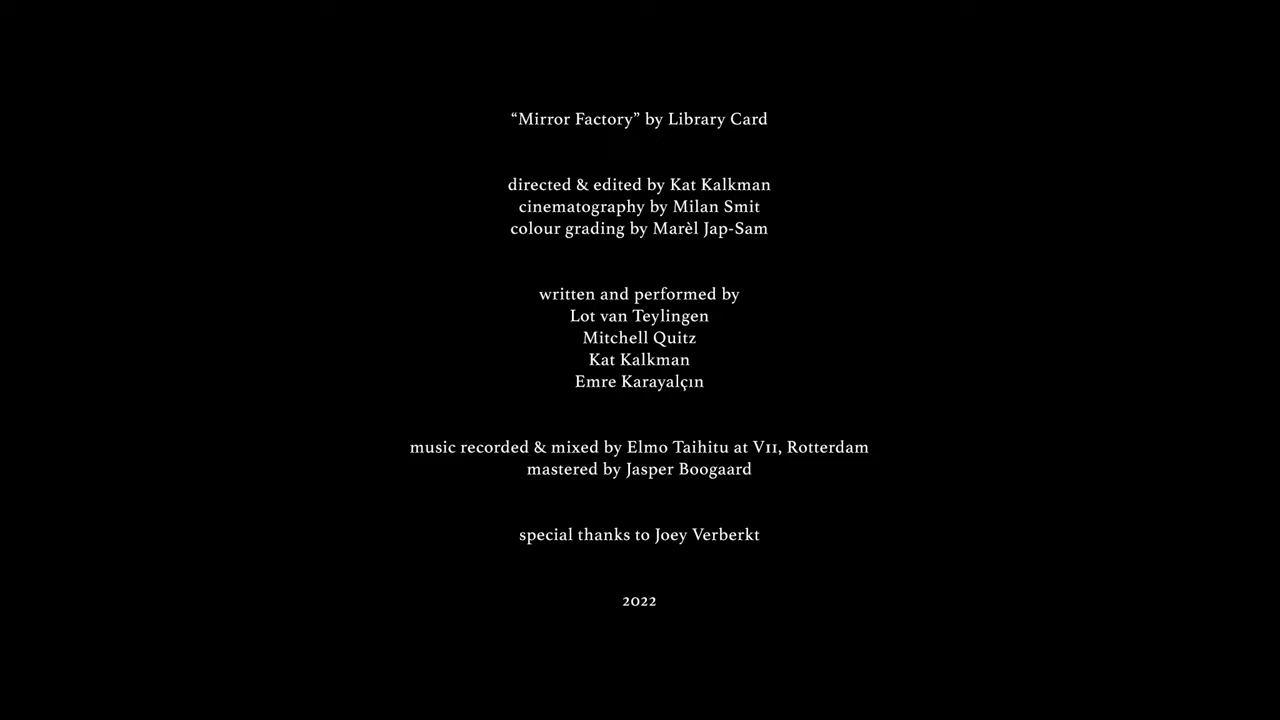 “Mirror Factory” by Library Card
directed & edited by Kat Kalkman
cinematography by Milan Smit
colour grading by Marèl Jap-Sam
written and performed by
Lot van Teylingen
Mitchell Quitz
Kat Kalkman
Emre Karayalçın
music recorded & mixed by Elmo Taihitu at V11, Rotterdam
mastered by Jasper Boogaard
special thanks to Joey Verberkt
2022